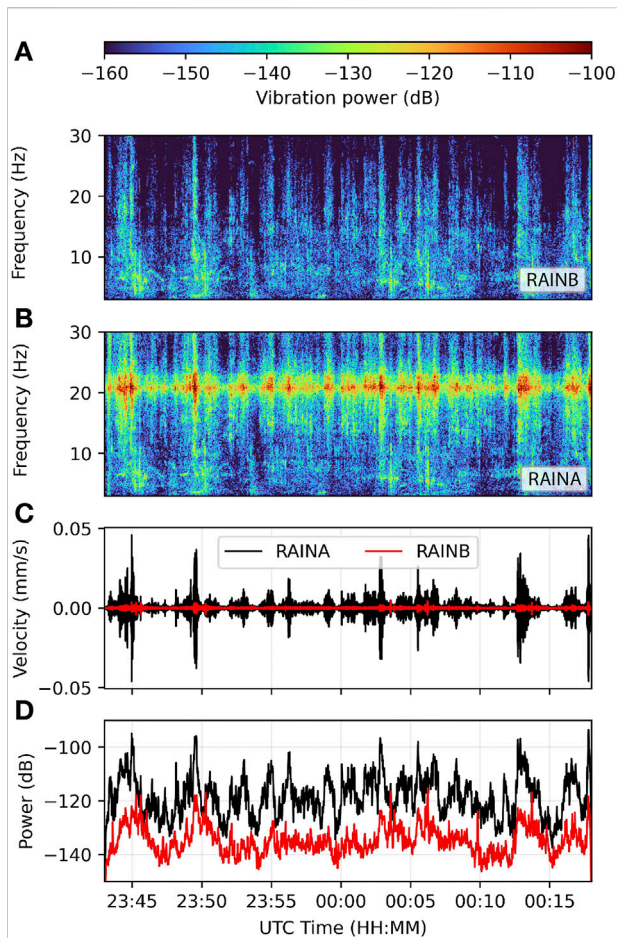 A
−160 −150 −140 −130 −120 −110 −100
Vibration power (dB)
30
20
10
Frequency (Hz)
RAINB
B
30
20
10
Frequency (Hz)
RAINA
C
0.05
0.00
−0.05
Velocity (mm/s)
RAINA RAINB
D
−100
−120
−140
Power (dB)
23:45 23:50 23:55 00:00 00:05 00:10 00:15
UTC Time (HH:MM)